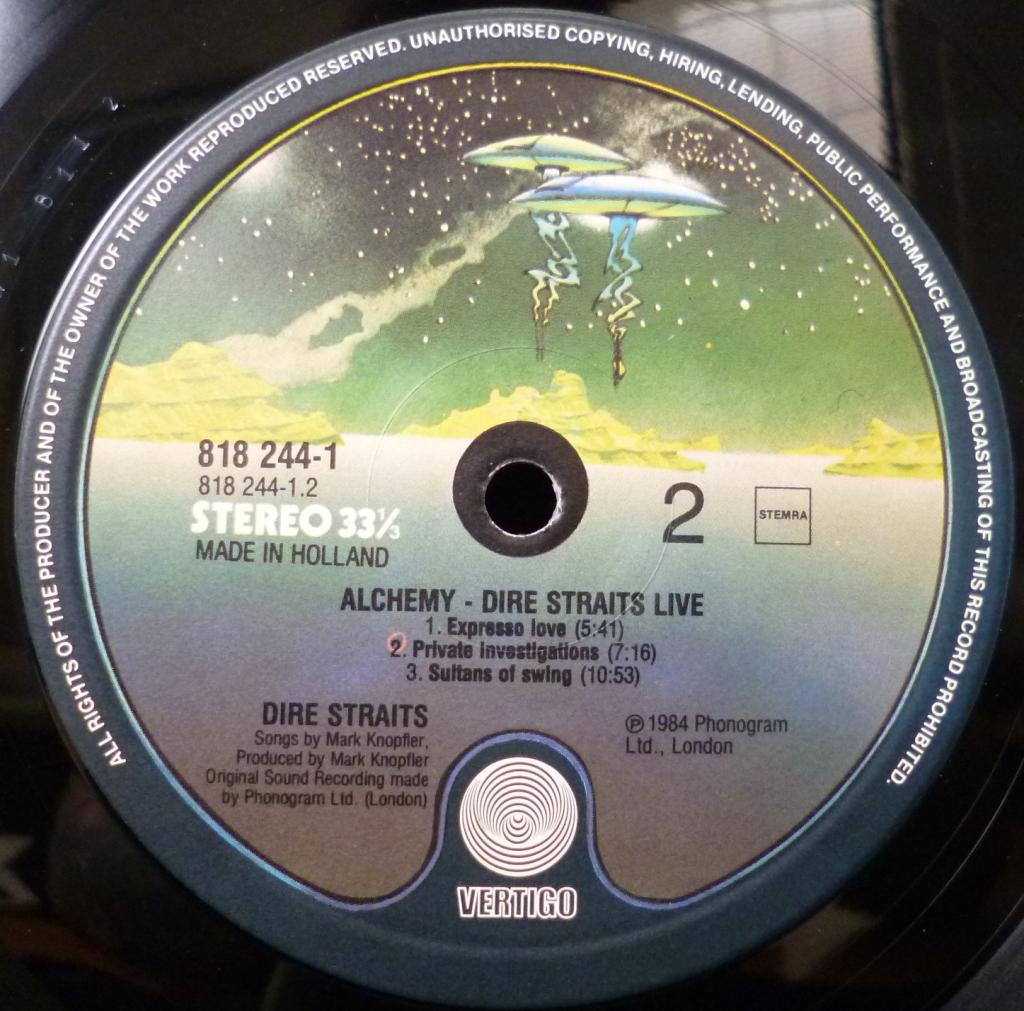 ALL RIGHTS OF THE PRODUCER AND OF THE OWNER OF THE WORK REPRODUCED RESERVED. UNAUTHORISED COPYING, HIRING, LENDING, PUBLIC PERFORMANCE AND BROADCASTING OF THIS RECORD PROHIBITED.
818 244-1
818 244-1.2
STEREO 33⅓
MADE IN HOLLAND
2
STEMRA
ALCHEMY - DIRE STRAITS LIVE
1. Expresso love (5:41)
2. Private investigations (7:16)
3. Sultans of swing (10:53)
DIRE STRAITS
Songs by Mark Knopfler,
Produced by Mark Knopfler
Original Sound Recording made
by Phonogram Ltd. (London)
℗ 1984 Phonogram
Ltd., London
VERTIGO